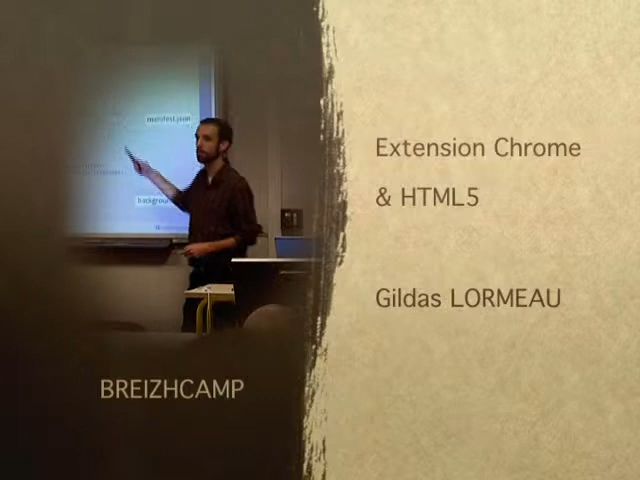 manifest.json
background
BREIZHCAMP
Extension Chrome
& HTML5
Gildas LORMEAU